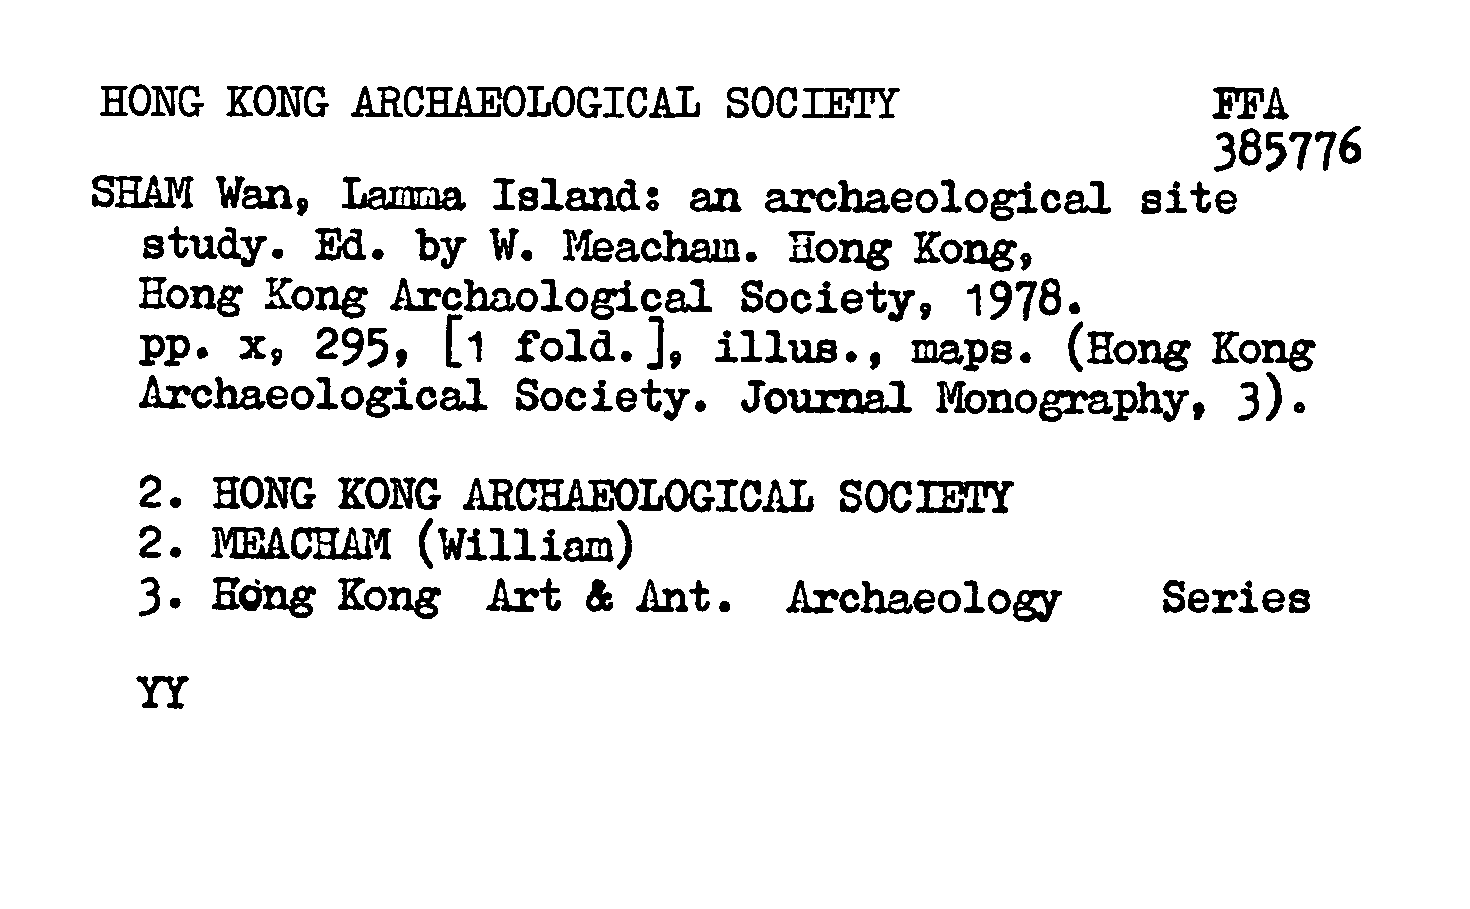 HONG KONG ARCHAEOLOGICAL SOCIETY FFA
385776
SHAM Wan, Lamma Island: an archaeological site
study. Ed. by W. Meacham. Hong Kong,
Hong Kong Archaological Society, 1978.
pp. x, 295, [1 fold.], illus., maps. (Hong Kong
Archaeological Society. Journal Monography, 3).
2. HONG KONG ARCHAEOLOGICAL SOCIETY
2. MEACHAM (William)
3. Hong Kong Art & Ant. Archaeology Series
YY